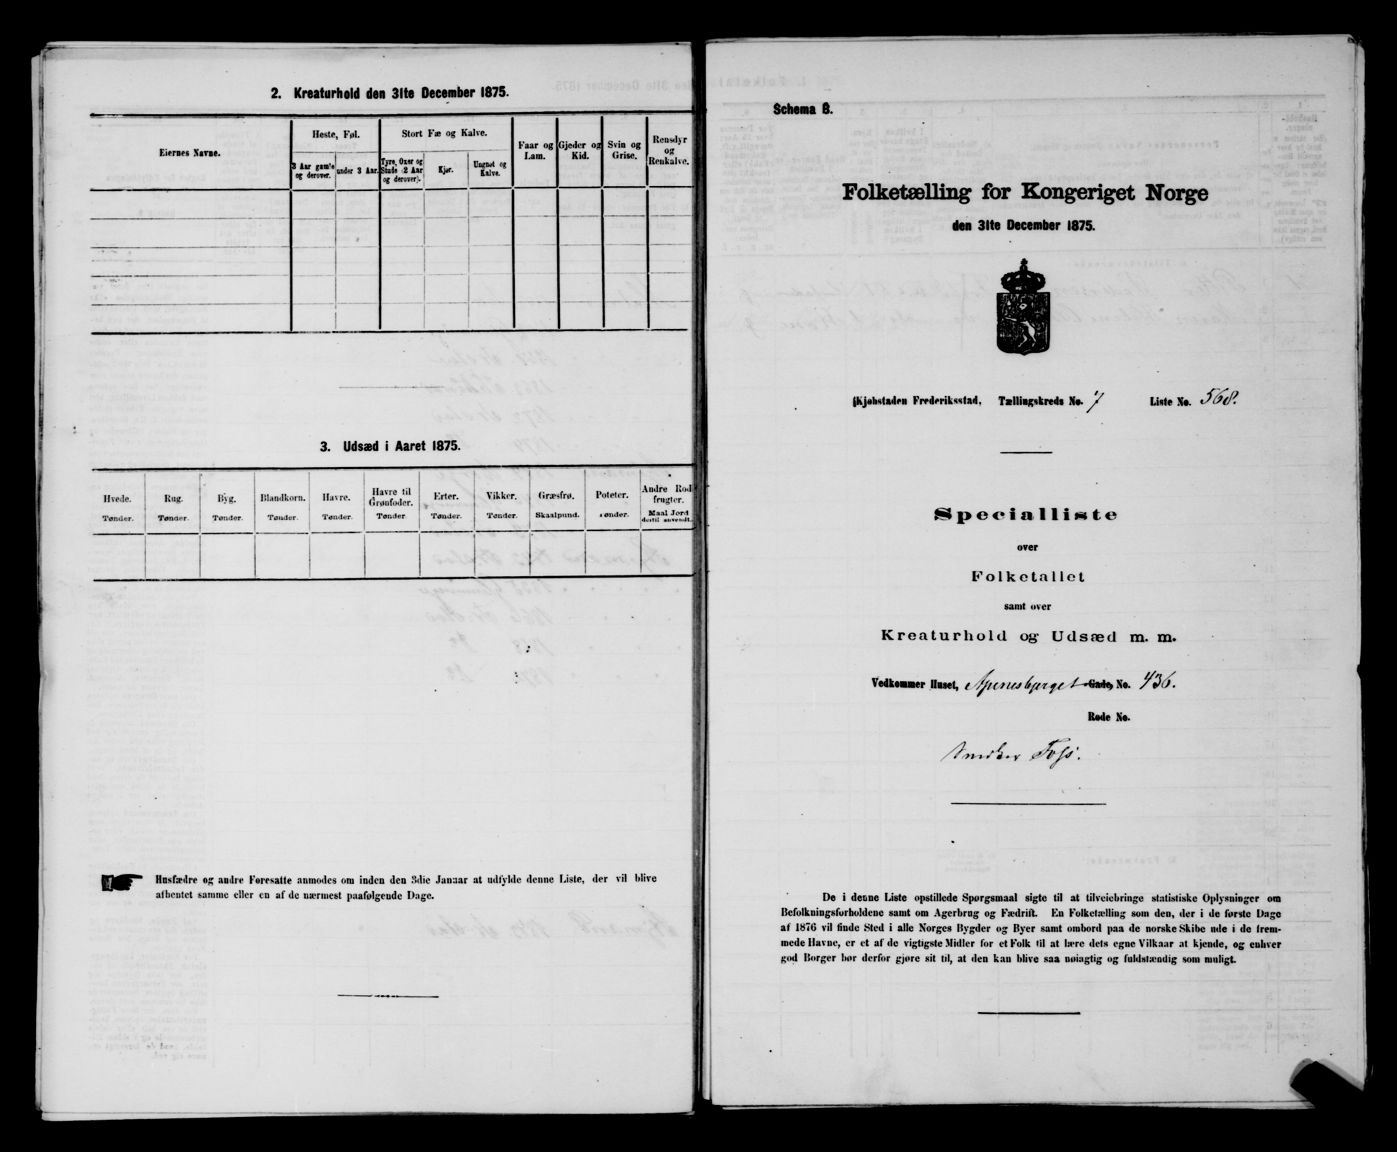 2. Kreaturhold den 31te December 1875.
Eiernes Navne.
Heste, Føl.
Stort Fæ og Kalve.
Faar og Lam.
Gjeder og Kid.
Svin og Grise.
Rensdyr og Renkalve.
3 Aar gamle og derover.
under 3 Aar.
Tyre, Oxer og Stude (2 Aar og derover).
Kjør.
Ungnøt og Kalve.
3. Udsæd i Aaret 1875.
Hvede. Rug. Byg. Blandkorn. Havre. Havre til Grønfoder. Erter. Vikker. Græsfrø. Poteter. Andre Rodfrugter.
Tønder. Tønder. Tønder. Tønder. Tønder. Tønder. Tønder. Tønder. Skaalpund. Tønder. Maal Jord dertil anvendt.
Husfædre og andre Foresatte anmodes om inden den 3die Januar at udfylde denne Liste, der vil blive
afhentet samme eller en af de nærmest paafølgende Dage.
Schema B.
Folketælling for Kongeriget Norge
den 31te December 1875.
Kjøbstaden Frederiksstad, Tællingskreds No. 7 Liste No. 568.
Specialliste
over
Folketallet
samt over
Kreaturhold og Udsæd m. m.
Vedkommer Huset, Apenesbjerget Gade, No. 436.
Rode No.
Snedker Foss.
De i denne Liste opstillede Spørgsmaal sigte til at tilveiebringe statistiske Oplysninger om
Befolkningsforholdene samt om Agerbrug og Fædrift. En Folketælling som den, der i de første Dage
af 1876 vil finde Sted i alle Norges Bygder og Byer samt ombord paa de norske Skibe ude i de frem-
mede Havne, er et af de vigtigste Midler for et Folk til at lære dets egne Vilkaar at kjende, og enhver
god Borger bør derfor gjøre sit til, at den kan blive saa nøiagtig og fuldstændig som muligt.